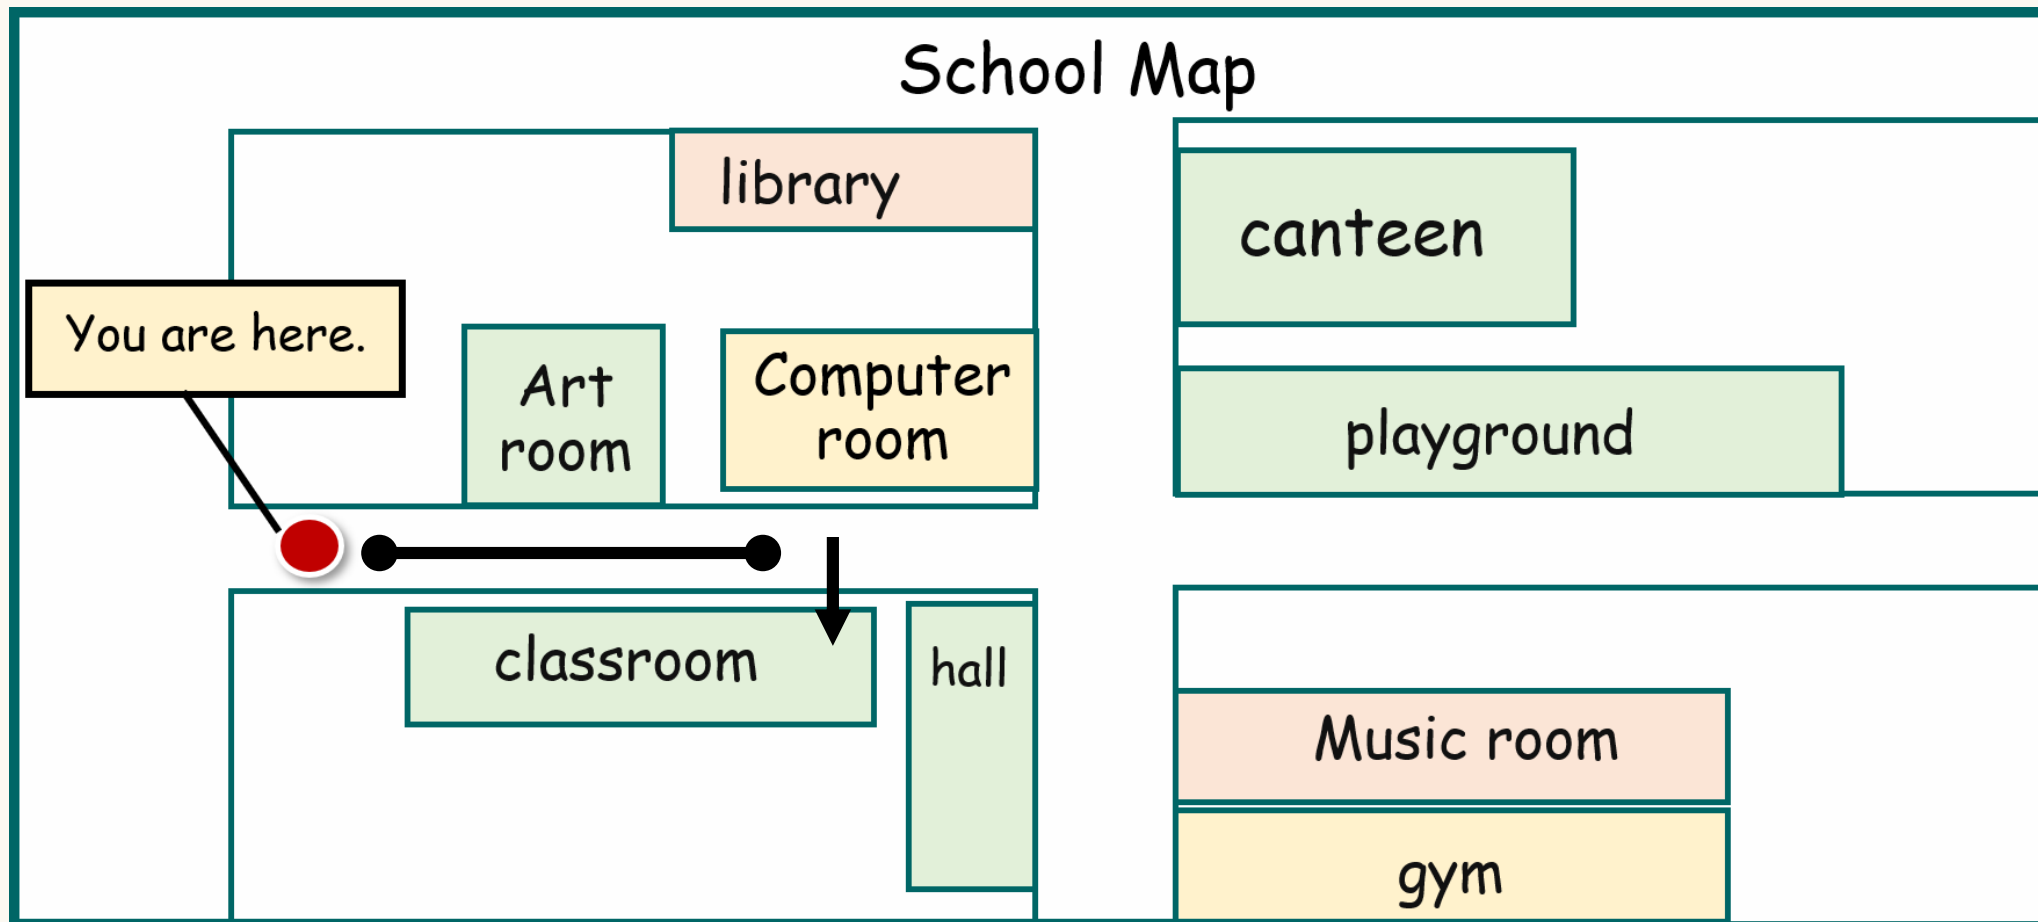 School Map
library
canteen
You are here.
Art
room
Computer
room
playground
classroom
hall
Music room
gym